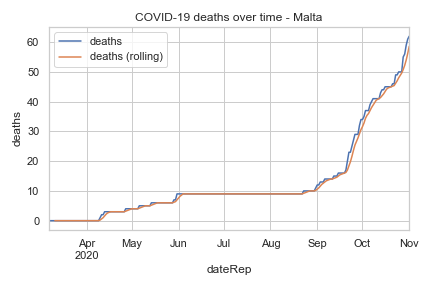 COVID-19 deaths over time - Malta
deaths
deaths (rolling)
60
50
40
30
20
10
0
deaths
Apr May Jun Jul Aug Sep Oct Nov
2020
dateRep